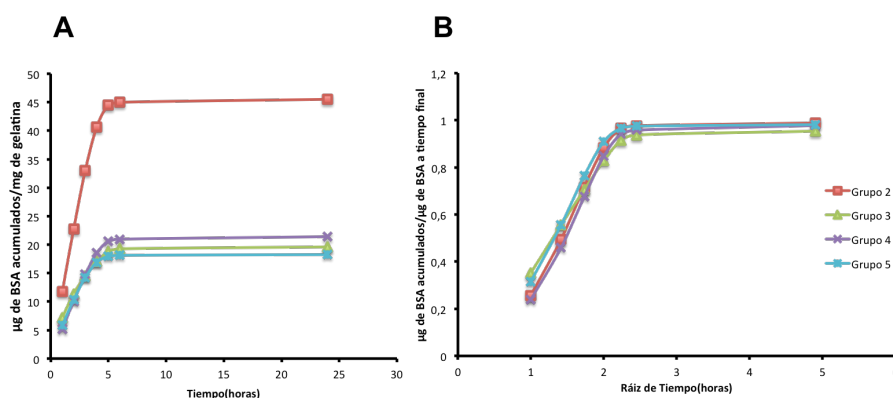 A
µg de BSA acumulados/mg de gelatina
50
45
40
35
30
25
20
15
10
5
0
0 5 10 15 20 25 30
Tiempo(horas)
B
µg de BSA acumulados/µg de BSA a tiempo final
1,2
1
0,8
0,6
0,4
0,2
0
0 1 2 3 4 5
Ráiz de Tiempo(horas)
Grupo 2
Grupo 3
Grupo 4
Grupo 5